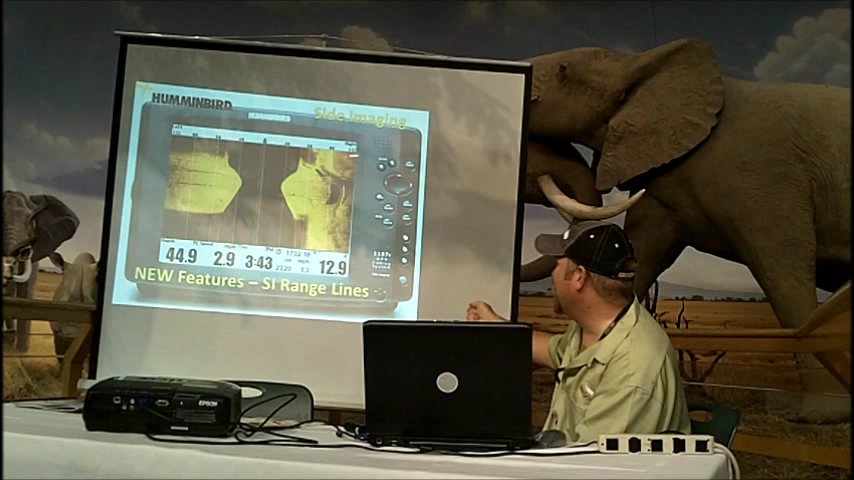 HUMMINBIRD
Side Imaging
HUMMINBIRD
44.9 2.9 3:43 12.9
NEW Features – SI Range Lines
EPSON